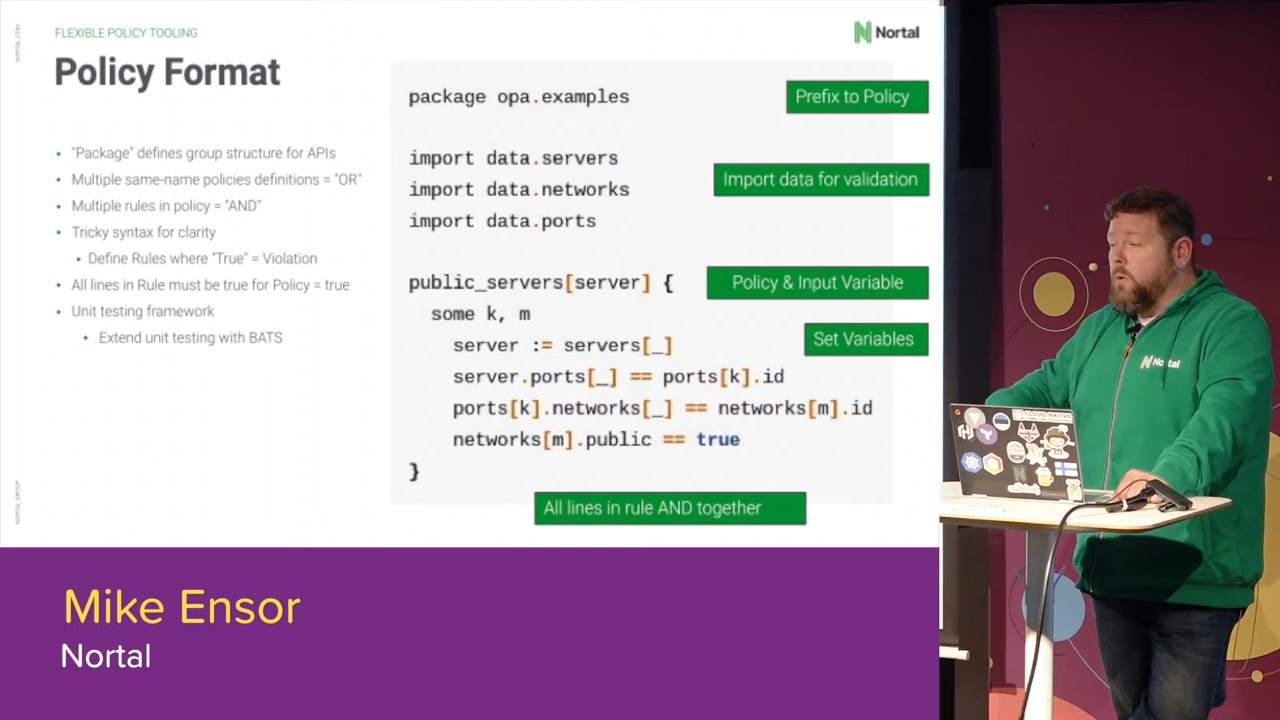 FLEXIBLE POLICY TOOLING
Nortal
Policy Format
"Package" defines group structure for APIs
Multiple same-name policies definitions = "OR"
Multiple rules in policy = "AND"
Tricky syntax for clarity
Define Rules where "True" = Violation
All lines in Rule must be true for Policy = true
Unit testing framework
Extend unit testing with BATS
package opa.examples
Prefix to Policy
import data.servers
import data.networks
import data.ports
Import data for validation
public_servers[server] {
Policy & Input Variable
some k, m
Set Variables
server := servers[_]
server.ports[_] == ports[k].id
ports[k].networks[_] == networks[m].id
networks[m].public == true
}
All lines in rule AND together
Mike Ensor
Nortal
Nortal
CLOUD NATIVE